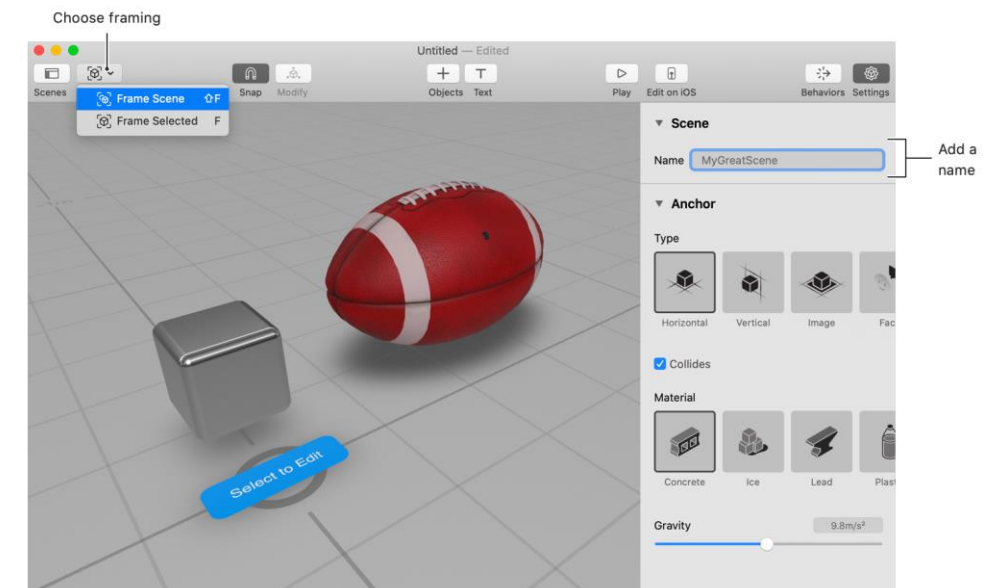 Choose framing
Untitled — Edited
Scenes
Snap
Modify
Objects
Text
Play
Edit on iOS
Behaviors
Settings
Frame Scene ⇧F
Frame Selected F
Scene
Name MyGreatScene
Add a
name
Anchor
Type
Horizontal
Vertical
Image
Fac
Collides
Material
Concrete
Ice
Lead
Plast
Select to Edit
Gravity 9.8m/s²